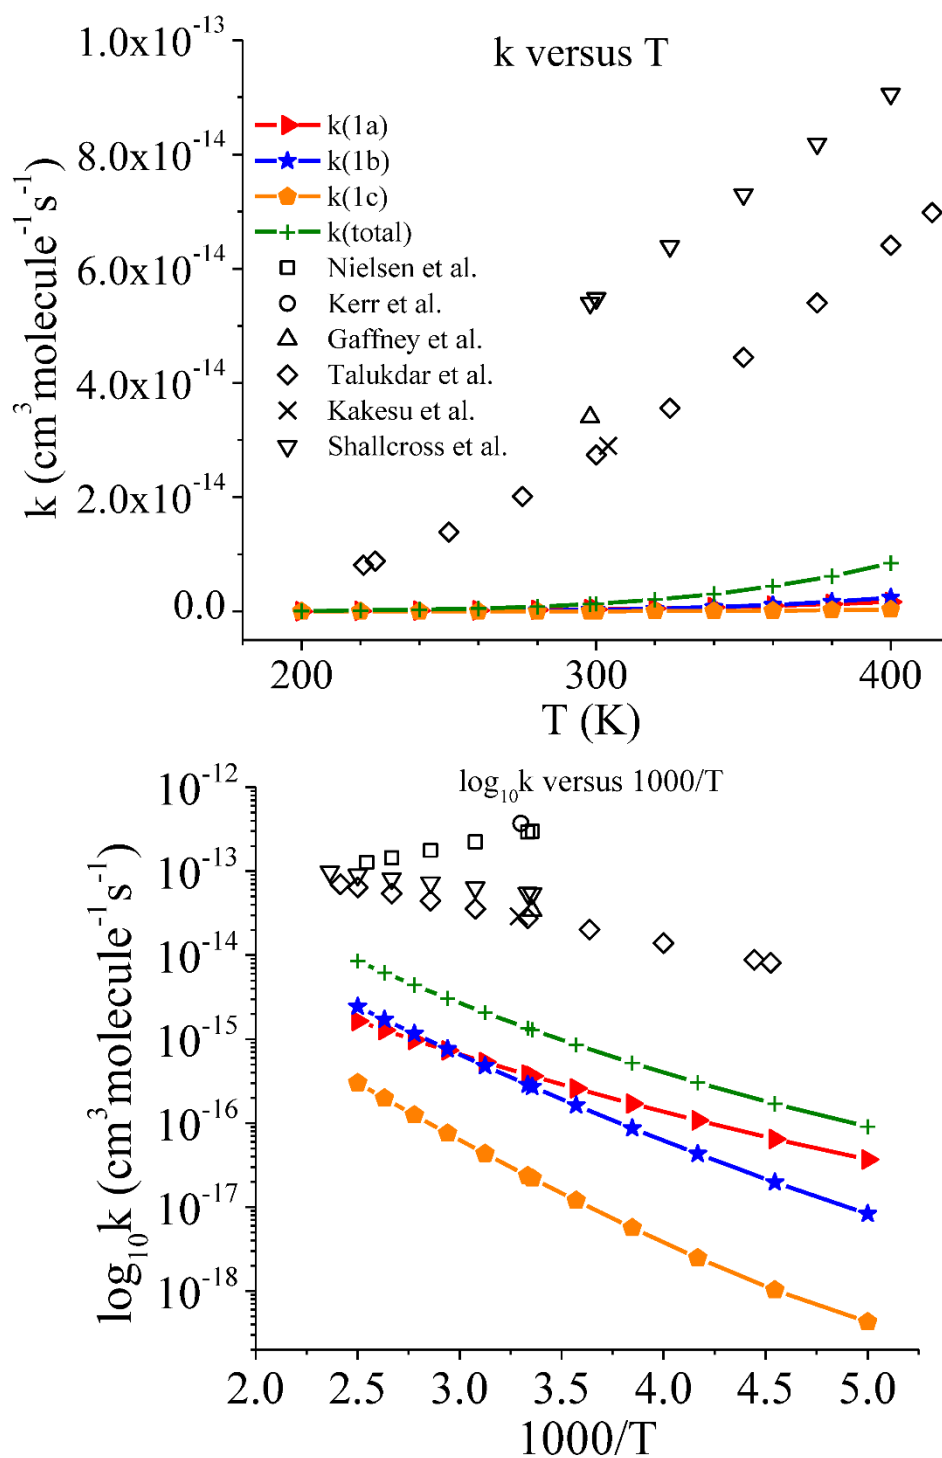 k versus T
1.0x10⁻¹³
8.0x10⁻¹⁴
6.0x10⁻¹⁴
4.0x10⁻¹⁴
2.0x10⁻¹⁴
0.0
k (cm³ molecule⁻¹ s⁻¹)
k(1a)
k(1b)
k(1c)
k(total)
Nielsen et al.
Kerr et al.
Gaffney et al.
Talukdar et al.
Kakesu et al.
Shallcross et al.
200 300 400
T (K)
log₁₀k versus 1000/T
10⁻¹²
10⁻¹³
10⁻¹⁴
10⁻¹⁵
10⁻¹⁶
10⁻¹⁷
10⁻¹⁸
log₁₀k (cm³ molecule⁻¹ s⁻¹)
2.0 2.5 3.0 3.5 4.0 4.5 5.0
1000/T